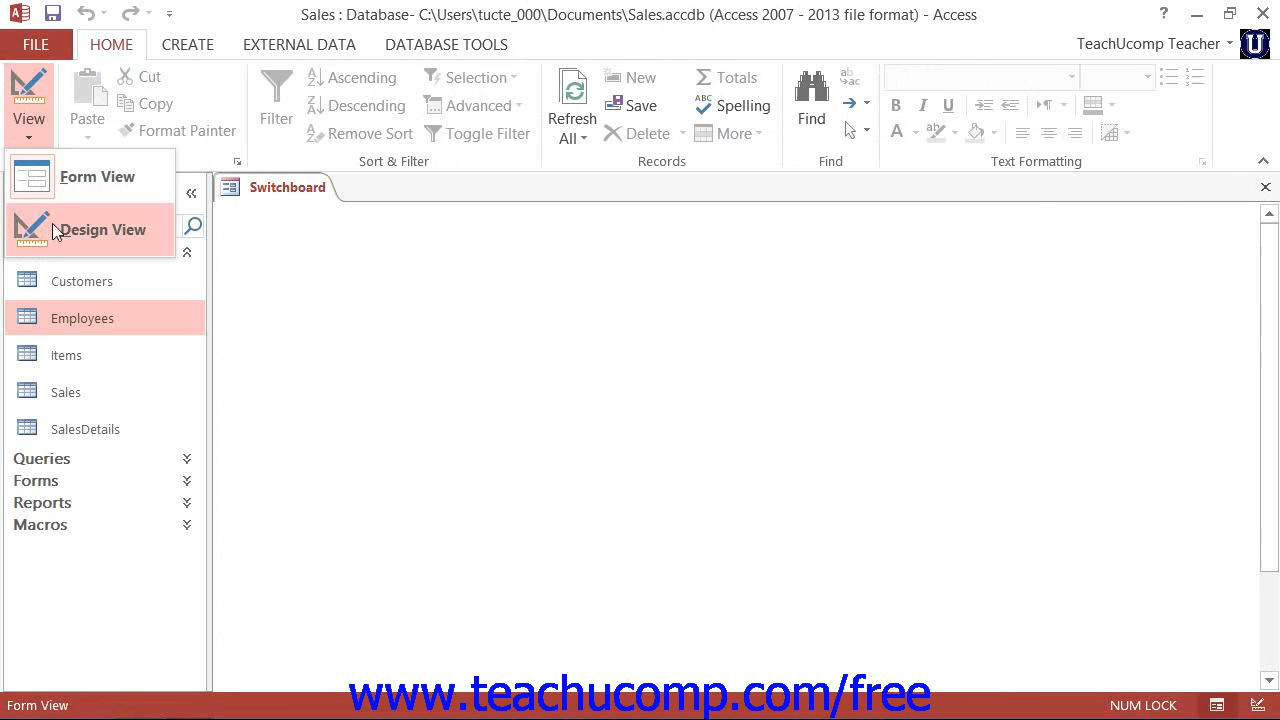 Sales : Database- C:\Users\tucte_000\Documents\Sales.accdb (Access 2007 - 2013 file format) - Access
FILE HOME CREATE EXTERNAL DATA DATABASE TOOLS TeachUcomp Teacher
View
Paste
Cut
Copy
Format Painter
Filter
Ascending
Descending
Remove Sort
Selection
Advanced
Toggle Filter
Sort & Filter
Refresh
All
New
Save
Delete
Totals
Spelling
More
Records
Find
Find
Text Formatting
Form View
Design View
Switchboard
Customers
Employees
Items
Sales
SalesDetails
Queries
Forms
Reports
Macros
www.teachucomp.com/free
Form View NUM LOCK